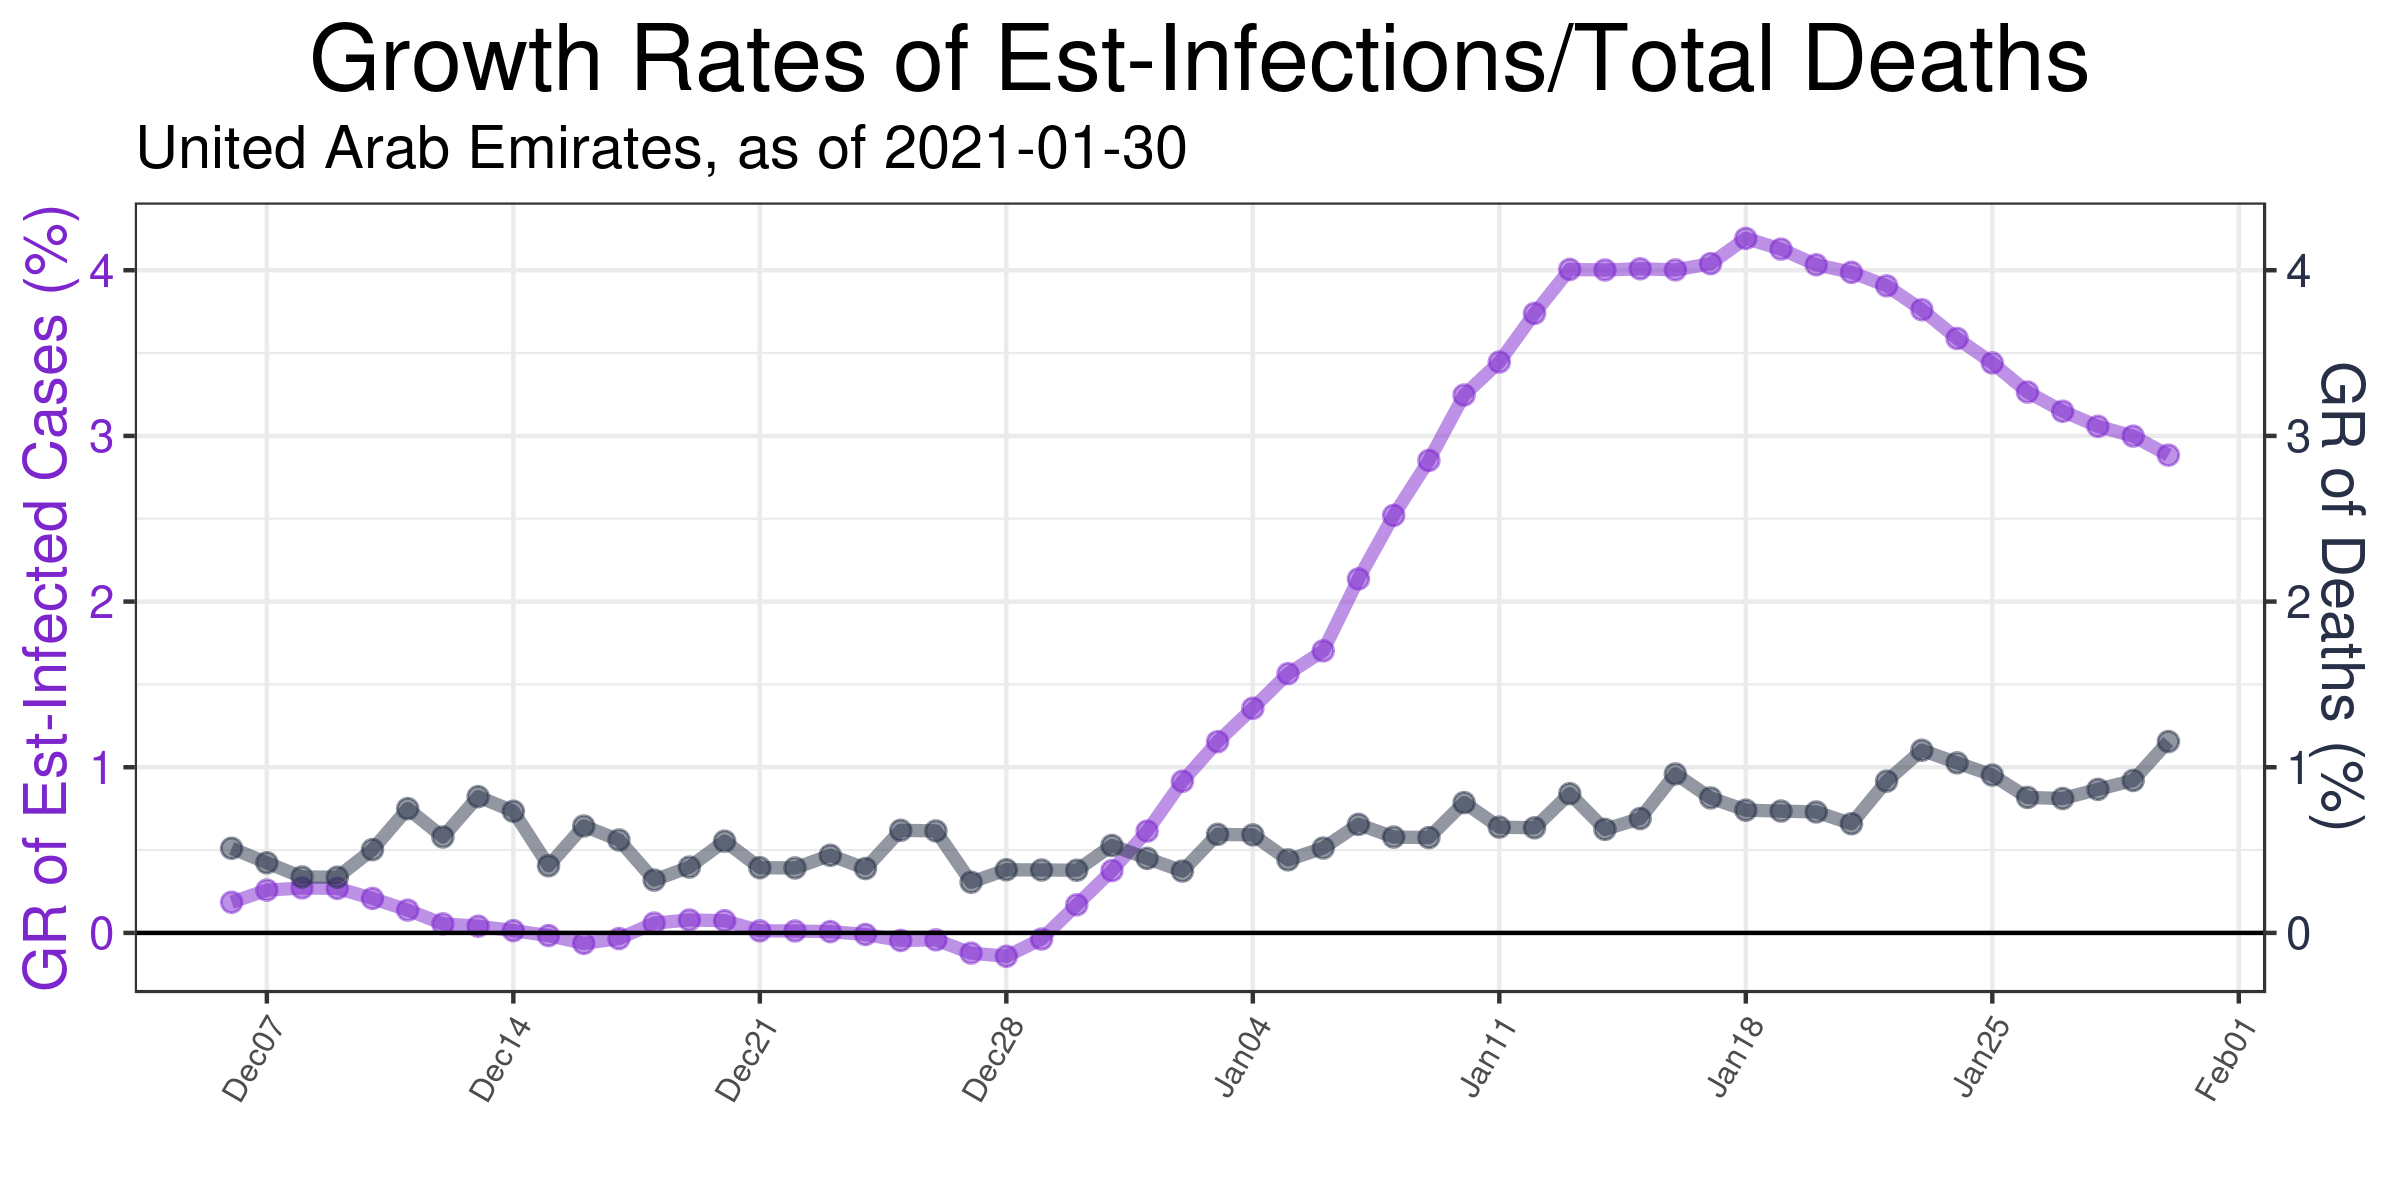 Growth Rates of Est-Infections/Total Deaths
United Arab Emirates, as of 2021-01-30
GR of Est-Infected Cases (%)
4
3
2
1
0
4
3
2
1
0
GR of Deaths (%)
Dec07
Dec14
Dec21
Dec28
Jan04
Jan11
Jan18
Jan25
Feb01